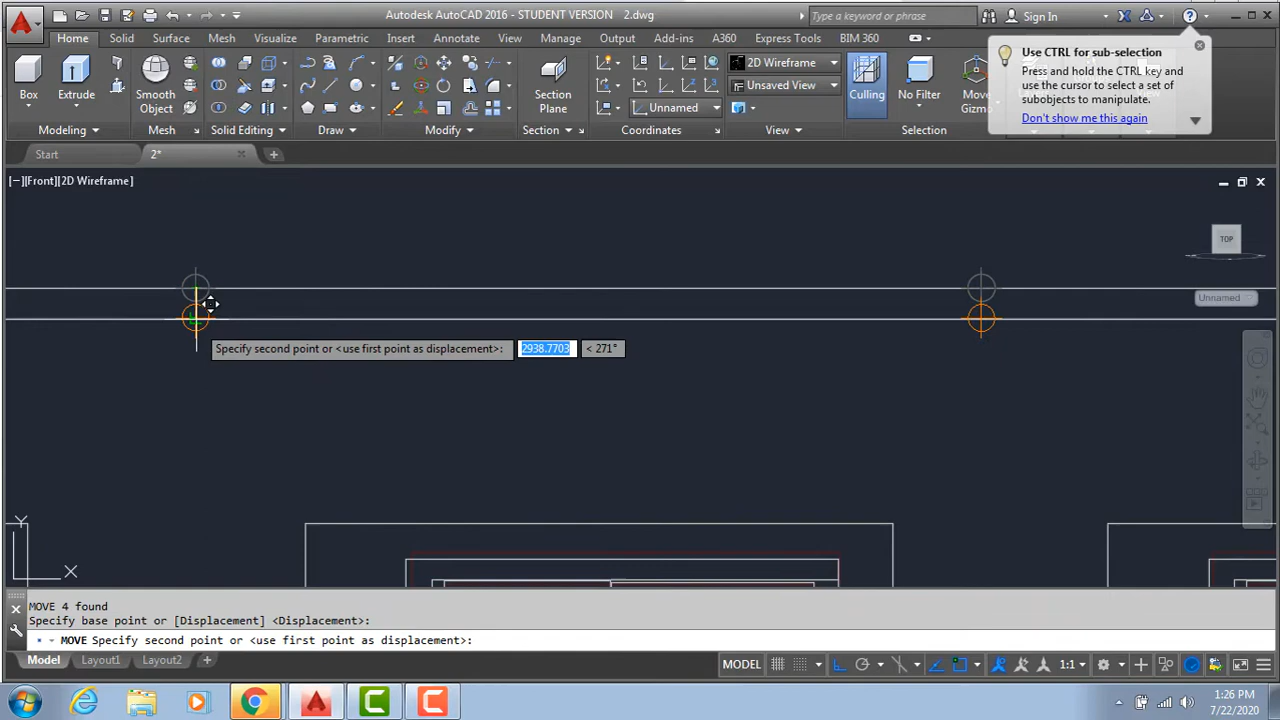 Autodesk AutoCAD 2016 - STUDENT VERSION 2.dwg
Type a keyword or phrase
Sign In
Home Solid Surface Mesh Visualize Parametric Insert Annotate View Manage Output Add-ins A360 Express Tools BIM 360
Use CTRL for sub-selection
Press and hold the CTRL key and
use the cursor to select a set of
subobjects to manipulate.
Don't show me this again
2D Wireframe
Unsaved View
Unnamed
Box
Extrude
Smooth
Object
Section
Plane
Culling
No Filter
Move
Gizmo
Modeling
Mesh
Solid Editing
Draw
Modify
Section
Coordinates
View
Selection
Start
2*
[−][Front][2D Wireframe]
TOP
Unnamed
Specify second point or <use first point as displacement>: 2938.7703 < 271°
Y
X
MOVE 4 found
Specify base point or [Displacement] <Displacement>:
MOVE Specify second point or <use first point as displacement>:
Model Layout1 Layout2 +
MODEL
1:1
1:26 PM
7/22/2020